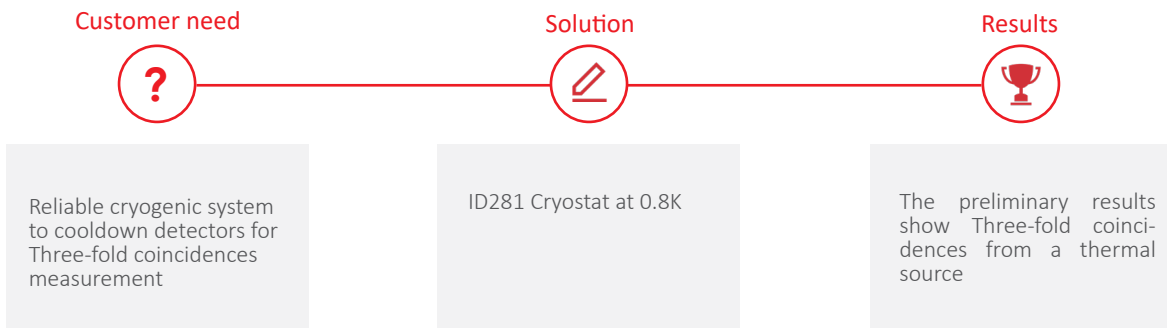 Customer need
Solution
Results
?
Reliable cryogenic system
to cooldown detectors for
Three-fold coincidences
measurement
ID281 Cryostat at 0.8K
The preliminary results
show Three-fold coinci-
dences from a thermal
source